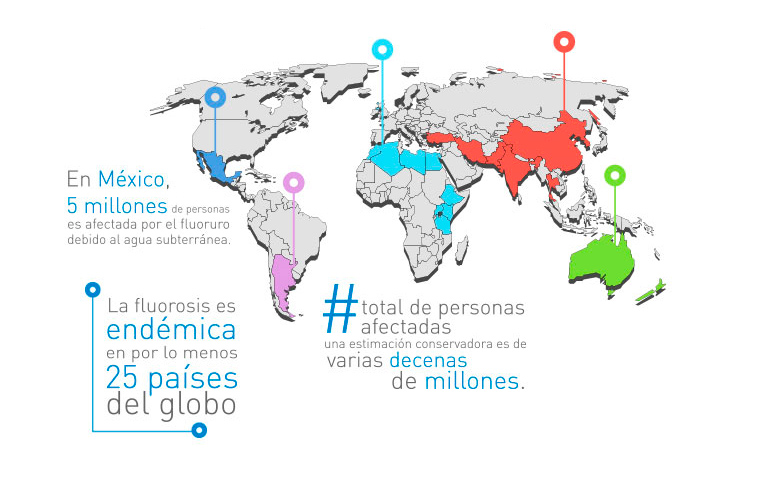 En México,
5 millones de personas
es afectada por el fluoruro
debido al agua subterránea.
La fluorosis es
endémica
en por lo menos
25 países
del globo
# total de personas
afectadas
una estimación conservadora es de
varias decenas
de millones.